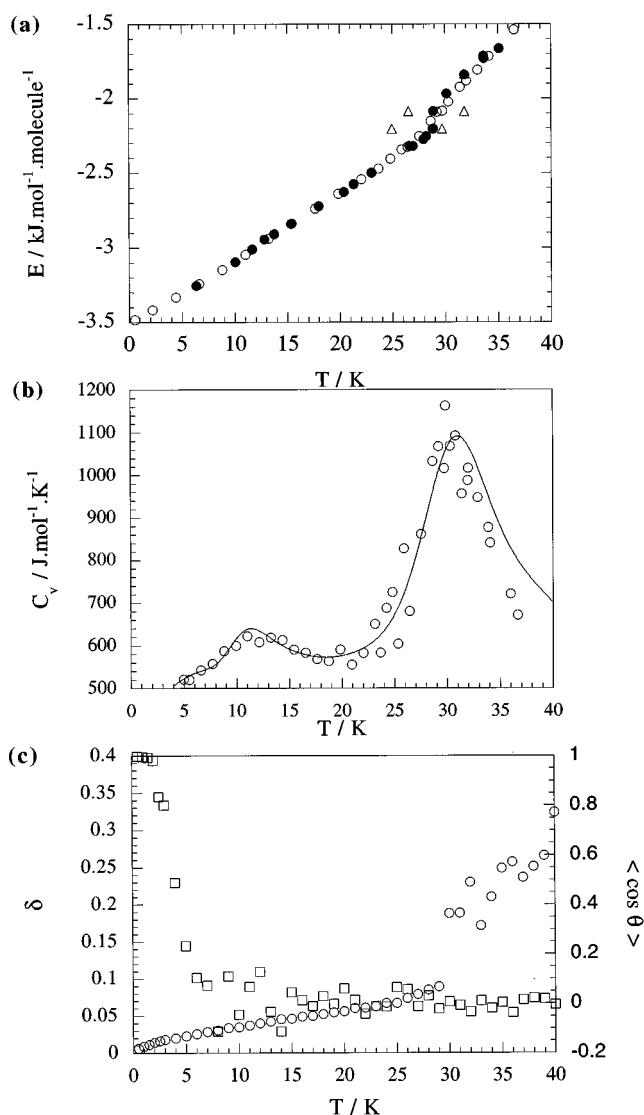 (a)
-1.5
-2
-2.5
-3
-3.5
E / kJ.mol⁻¹.molecule⁻¹
0 5 10 15 20 25 30 35 40
T / K
(b)
1200
1100
1000
900
800
700
600
500
C_v / J.mol⁻¹.K⁻¹
0 5 10 15 20 25 30 35 40
T / K
(c)
0.4
0.35
0.3
0.25
0.2
0.15
0.1
0.05
0
δ
1
0.8
0.6
0.4
0.2
0
-0.2
< cos θ >
0 5 10 15 20 25 30 35 40
T / K